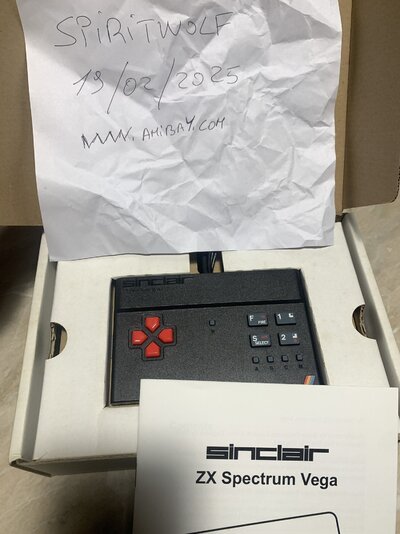 SPIRITWOLF
19/02/2025
WWW.AMIBAY.COM
sinclair
F FIRE
1
S SELECT
2
P
A B C H
sinclair
ZX Spectrum Vega